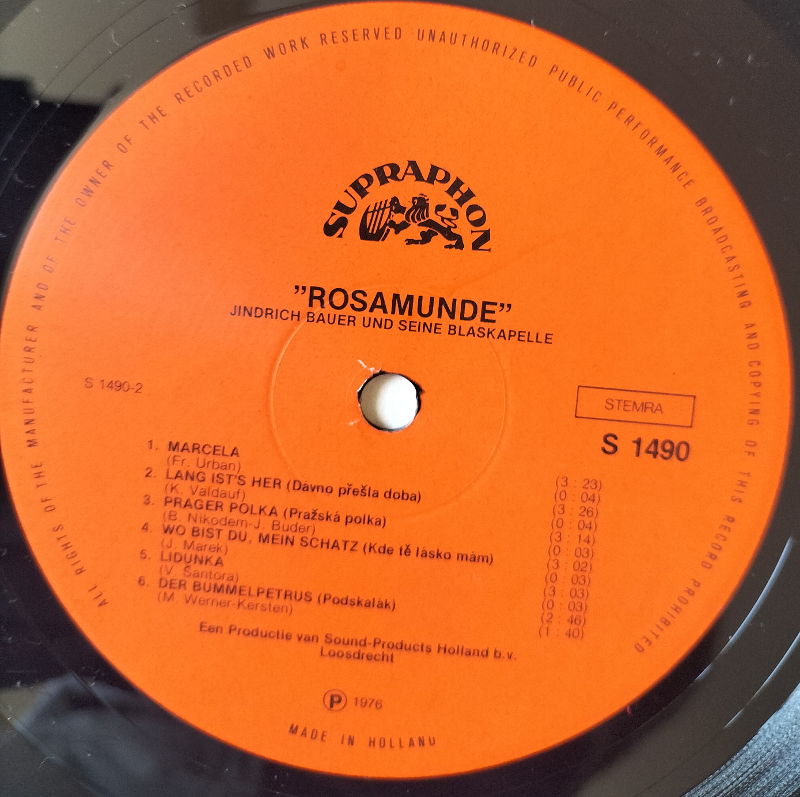 ALL RIGHTS OF THE MANUFACTURER AND OF THE OWNER OF THE RECORDED WORK RESERVED UNAUTHORIZED PUBLIC PERFORMANCE BROADCASTING AND COPYING OF THIS RECORD PROHIBITED
SUPRAPHON
"ROSAMUNDE"
JINDRICH BAUER UND SEINE BLASKAPELLE
S 1490-2
STEMRA
S 1490
1. MARCELA (3 : 23)
(Fr. Urban) (0 : 04)
2. LANG IST'S HER (Dávno přešla doba) (3 : 26)
(K. Valdauf) (0 : 04)
3. PRAGER POLKA (Pražská polka) (3 : 14)
(B. Nikodem-J. Buder) (0 : 03)
4. WO BIST DU, MEIN SCHATZ (Kde tě lásko mám) (3 : 02)
(J. Marek) (0 : 03)
5. LIDUNKA (3 : 03)
(V. Šantora) (0 : 03)
6. DER BUMMELPETRUS (Podskalák) (2 : 46)
(M. Werner-Kersten) (1 : 40)
Een Productie van Sound-Products Holland b.v.
Loosdrecht
Ⓟ 1976
MADE IN HOLLAND